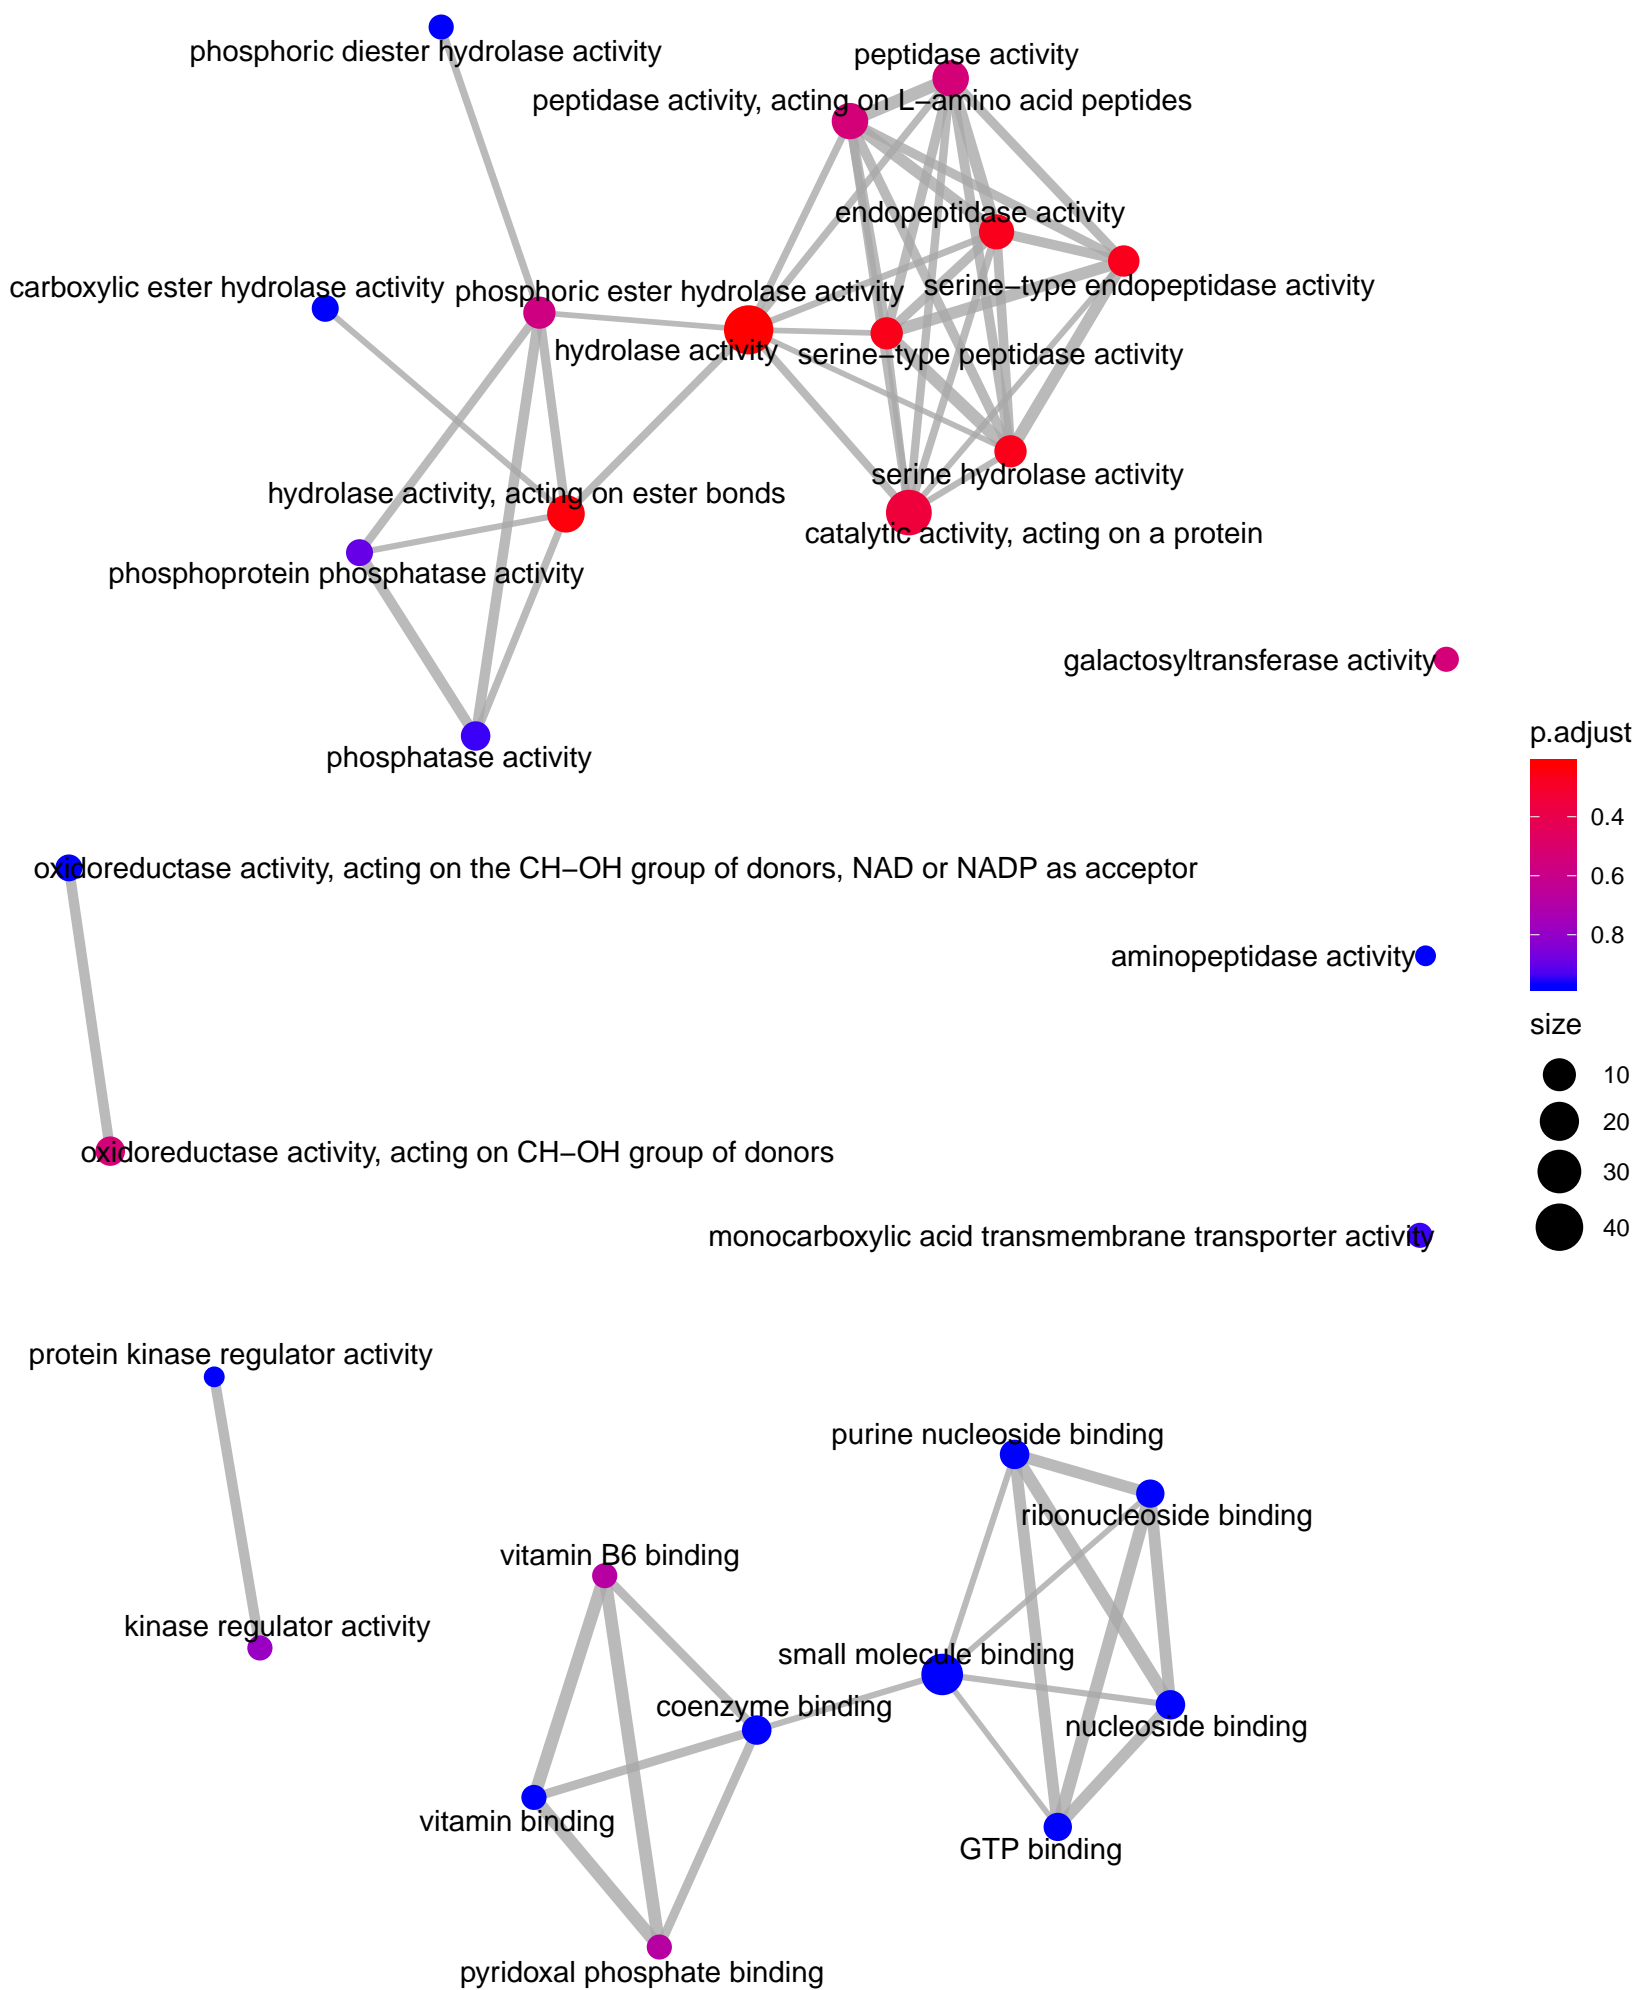 phosphoric diester hydrolase activity
peptidase activity
peptidase activity, acting on L−amino acid peptides
endopeptidase activity
carboxylic ester hydrolase activity
phosphoric ester hydrolase activity
serine−type endopeptidase activity
hydrolase activity
serine−type peptidase activity
serine hydrolase activity
hydrolase activity, acting on ester bonds
catalytic activity, acting on a protein
phosphoprotein phosphatase activity
galactosyltransferase activity
phosphatase activity
p.adjust
0.4
0.6
0.8
oxidoreductase activity, acting on the CH−OH group of donors, NAD or NADP as acceptor
aminopeptidase activity
size
10
20
30
40
oxidoreductase activity, acting on CH−OH group of donors
monocarboxylic acid transmembrane transporter activity
protein kinase regulator activity
purine nucleoside binding
ribonucleoside binding
vitamin B6 binding
kinase regulator activity
small molecule binding
coenzyme binding
nucleoside binding
vitamin binding
GTP binding
pyridoxal phosphate binding